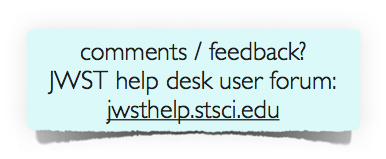 comments / feedback?
JWST help desk user forum:
jwsthelp.stsci.edu